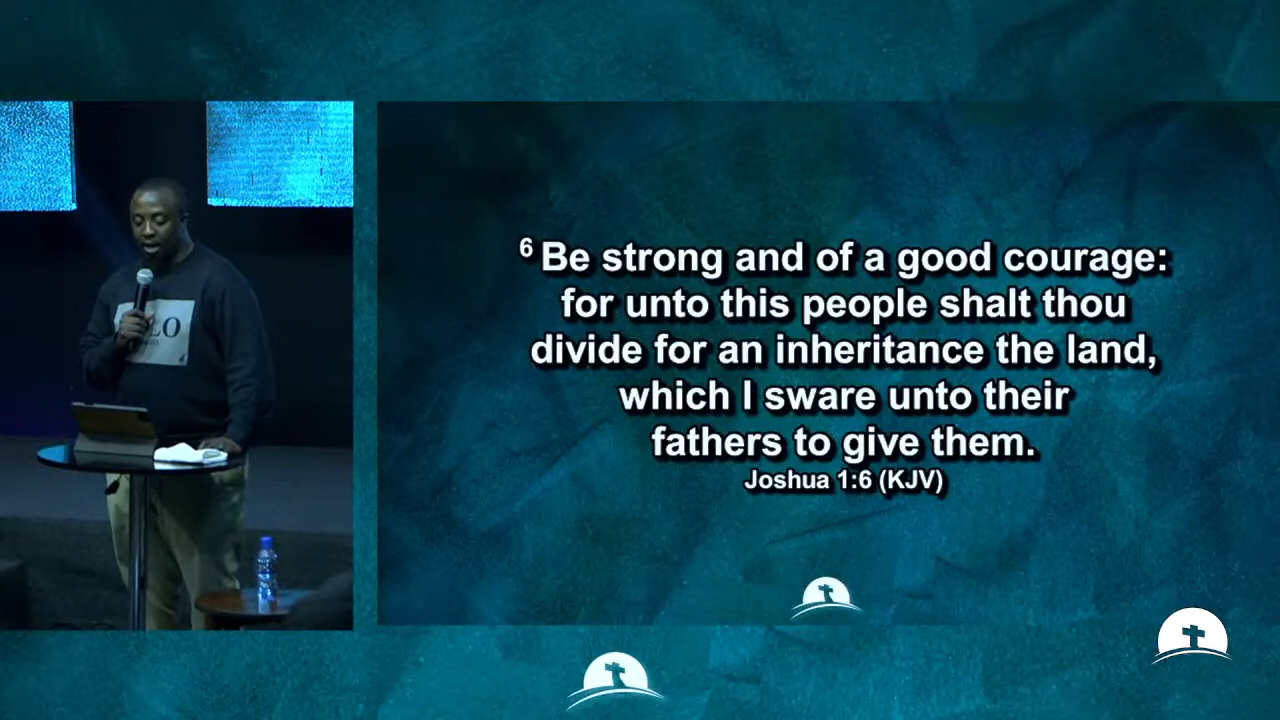 6 Be strong and of a good courage:
for unto this people shalt thou
divide for an inheritance the land,
which I sware unto their
fathers to give them.
Joshua 1:6 (KJV)